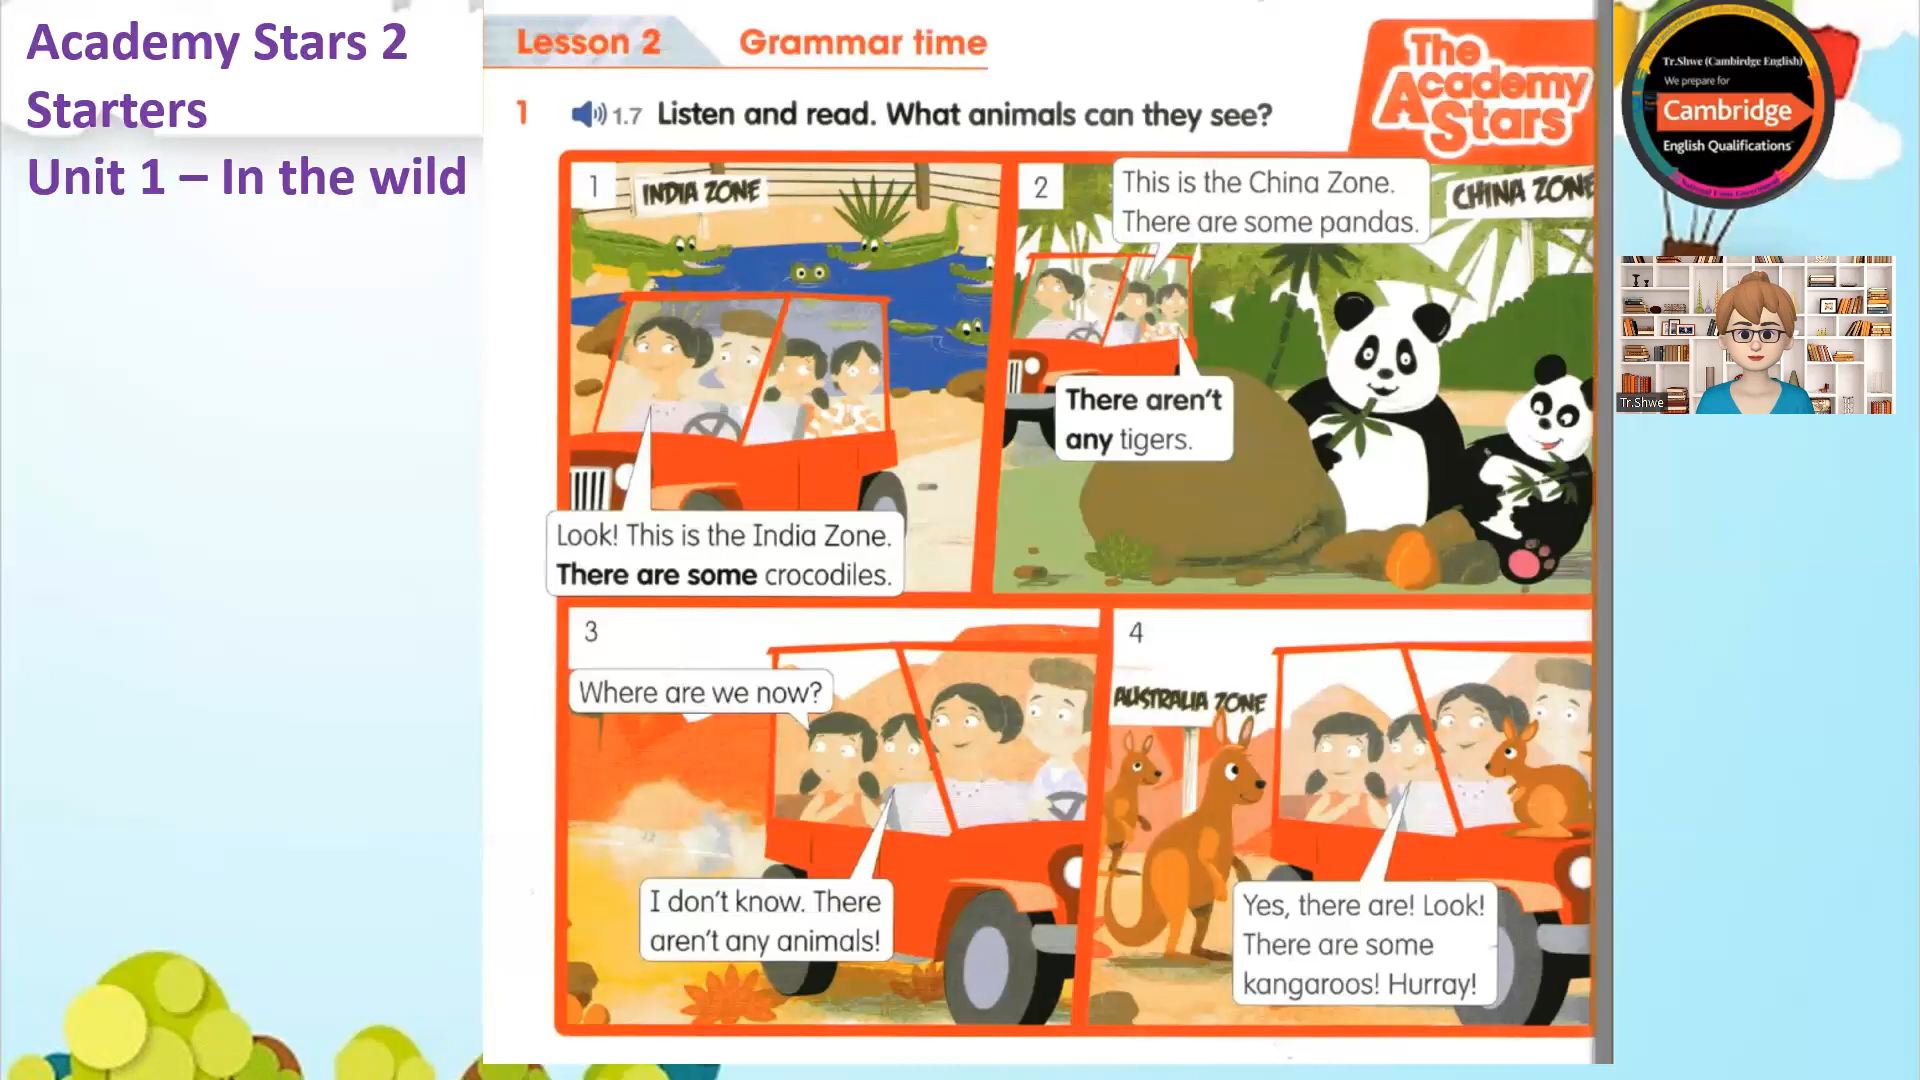 Academy Stars 2
Starters
Unit 1 – In the wild
Lesson 2
Grammar time
The
Academy
Stars
1
1.7 Listen and read. What animals can they see?
1
INDIA ZONE
Look! This is the India Zone.
There are some crocodiles.
2
This is the China Zone.
There are some pandas.
CHINA ZONE
There aren't
any tigers.
3
Where are we now?
I don't know. There
aren't any animals!
4
AUSTRALIA ZONE
Yes, there are! Look!
There are some
kangaroos! Hurray!
Tr.Shwe (Cambirdge English)
We prepare for
Cambridge
English Qualifications
Tr.Shwe